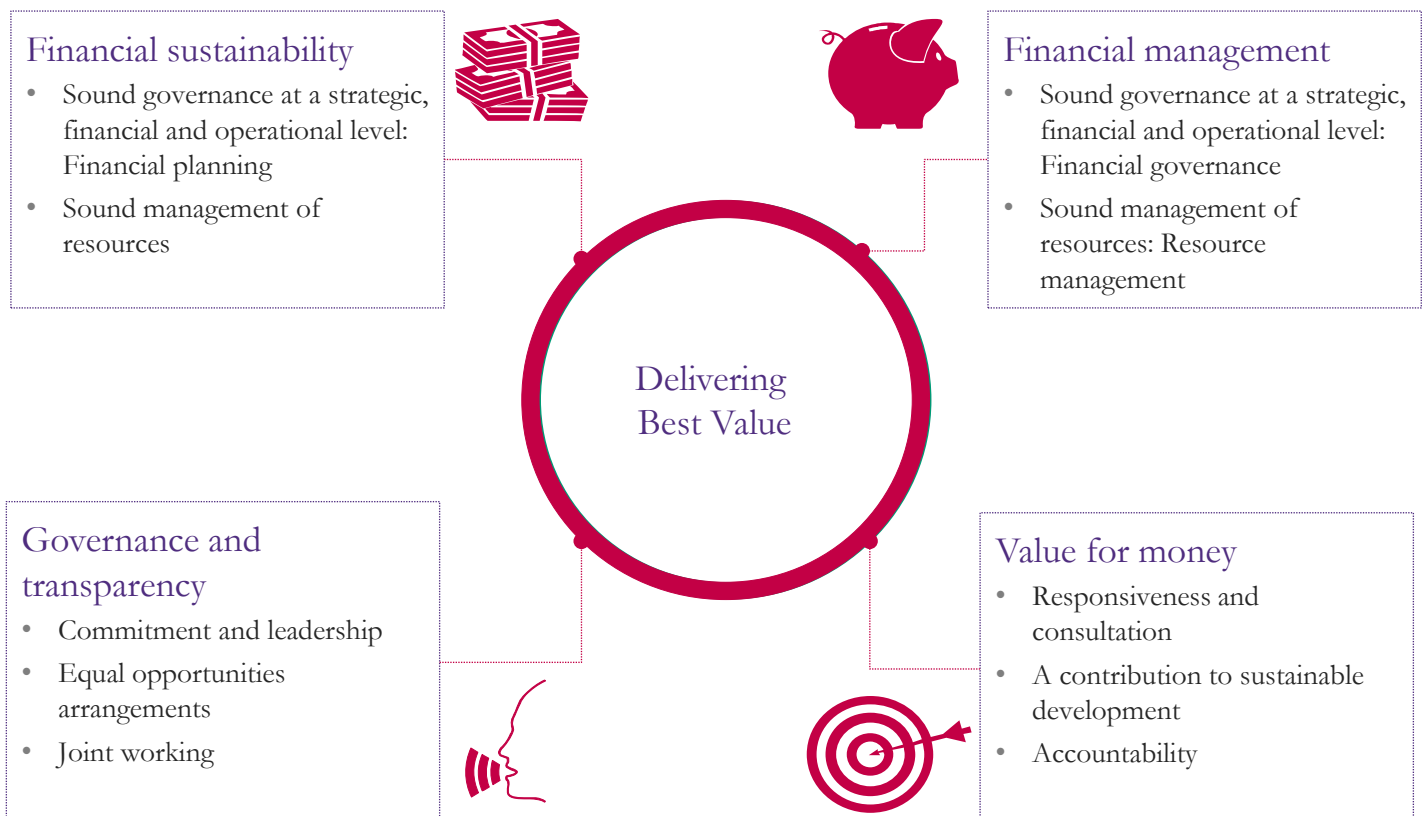 Financial sustainability
• Sound governance at a strategic,
financial and operational level:
Financial planning
• Sound management of
resources
Financial management
• Sound governance at a strategic,
financial and operational level:
Financial governance
• Sound management of
resources: Resource
management
Delivering
Best Value
Governance and
transparency
• Commitment and leadership
• Equal opportunities
arrangements
• Joint working
Value for money
• Responsiveness and
consultation
• A contribution to sustainable
development
• Accountability